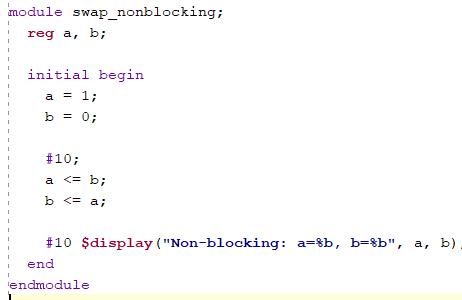 module swap_nonblocking;
reg a, b;
initial begin
a = 1;
b = 0;
#10;
a <= b;
b <= a;
#10 $display("Non-blocking: a=%b, b=%b", a, b);
end
endmodule